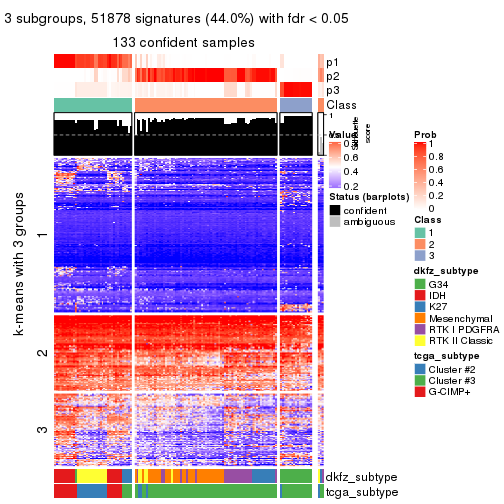 3 subgroups, 51878 signatures (44.0%) with fdr < 0.05
133 confident samples
p1
p2
p3
Class
1
Silhouette
score
k-means with 3 groups
1
2
3
dkfz_subtype
tcga_subtype
Value
0.8
0.6
0.4
0.2
Status (barplots)
confident
ambiguous
Prob
1
0.8
0.6
0.4
0.2
0
Class
1
2
3
dkfz_subtype
G34
IDH
K27
Mesenchymal
RTK I PDGFRA
RTK II Classic
tcga_subtype
Cluster #2
Cluster #3
G-CIMP+